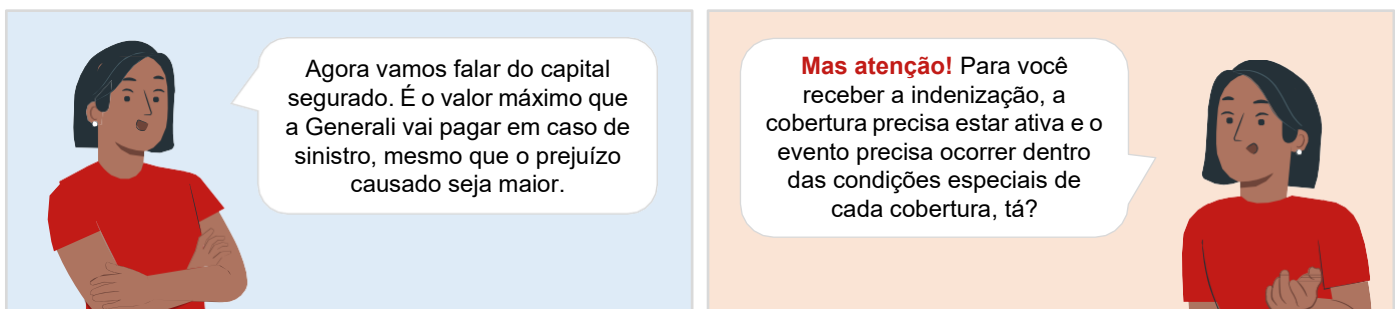 Agora vamos falar do capital
segurado. É o valor máximo que
a Generali vai pagar em caso de
sinistro, mesmo que o prejuízo
causado seja maior.
Mas atenção! Para você
receber a indenização, a
cobertura precisa estar ativa e o
evento precisa ocorrer dentro
das condições especiais de
cada cobertura, tá?